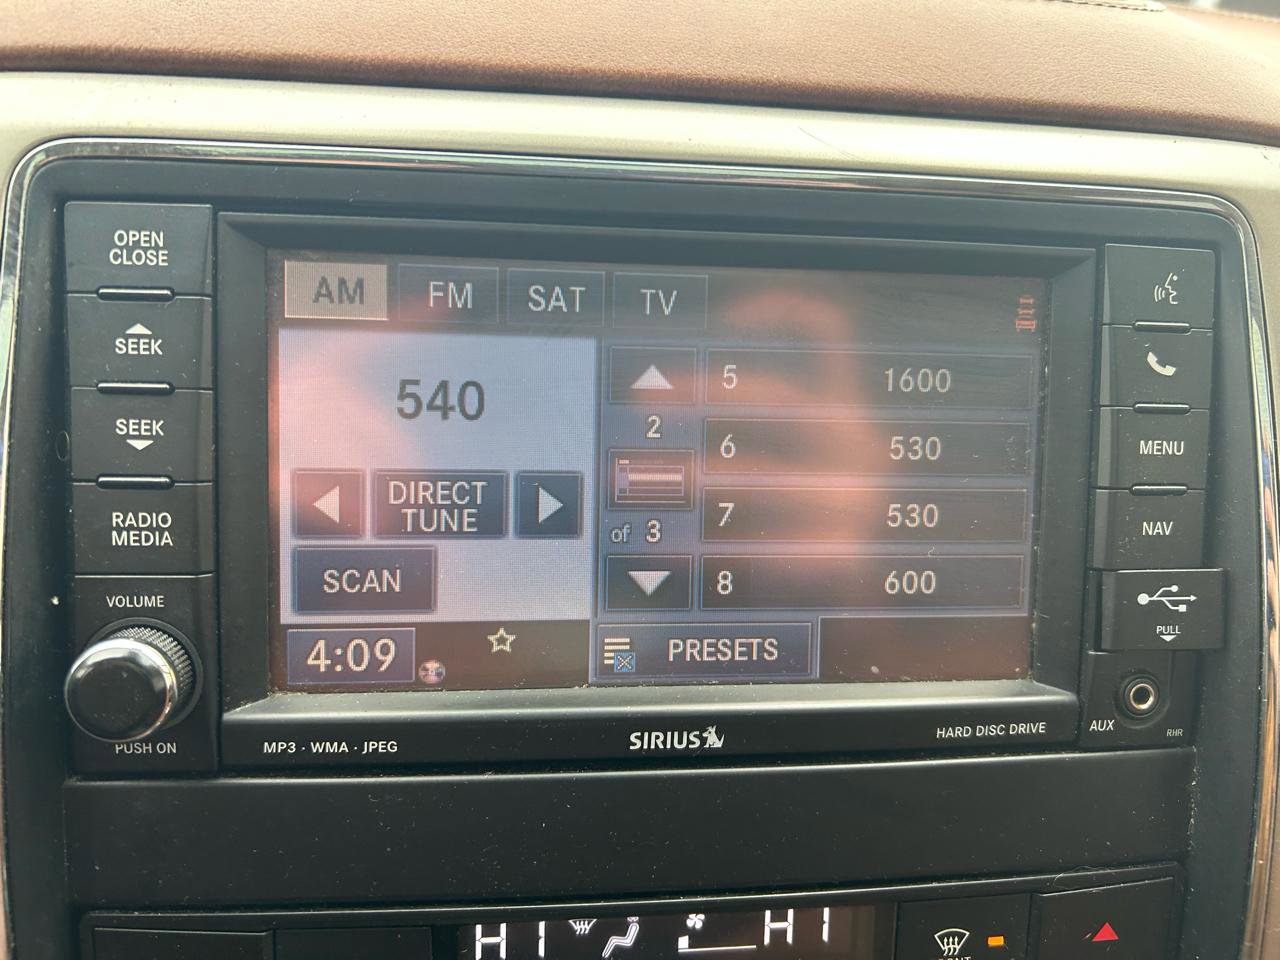 OPEN
CLOSE
SEEK
SEEK
RADIO
MEDIA
VOLUME
PUSH ON
AM FM SAT TV
540
DIRECT
TUNE
SCAN
4:09
2
of 3
5 1600
6 530
7 530
8 600
PRESETS
MENU
NAV
PULL
AUX
RHR
MP3 · WMA · JPEG
SIRIUS
HARD DISC DRIVE
HI HI